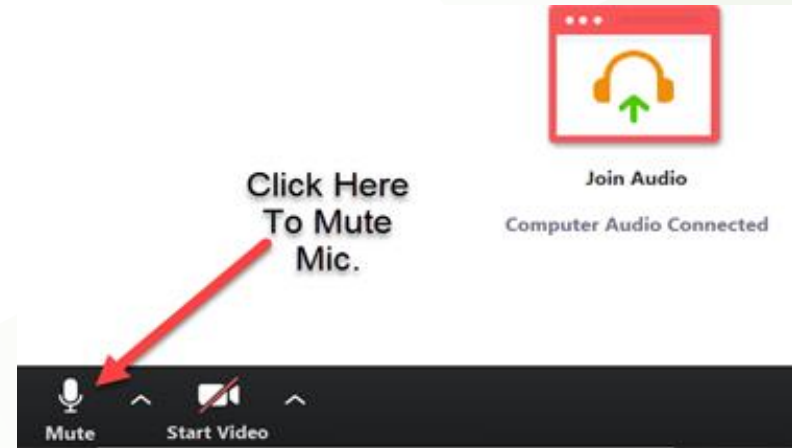 Click Here
To Mute
Mic.
Join Audio
Computer Audio Connected
Mute
Start Video